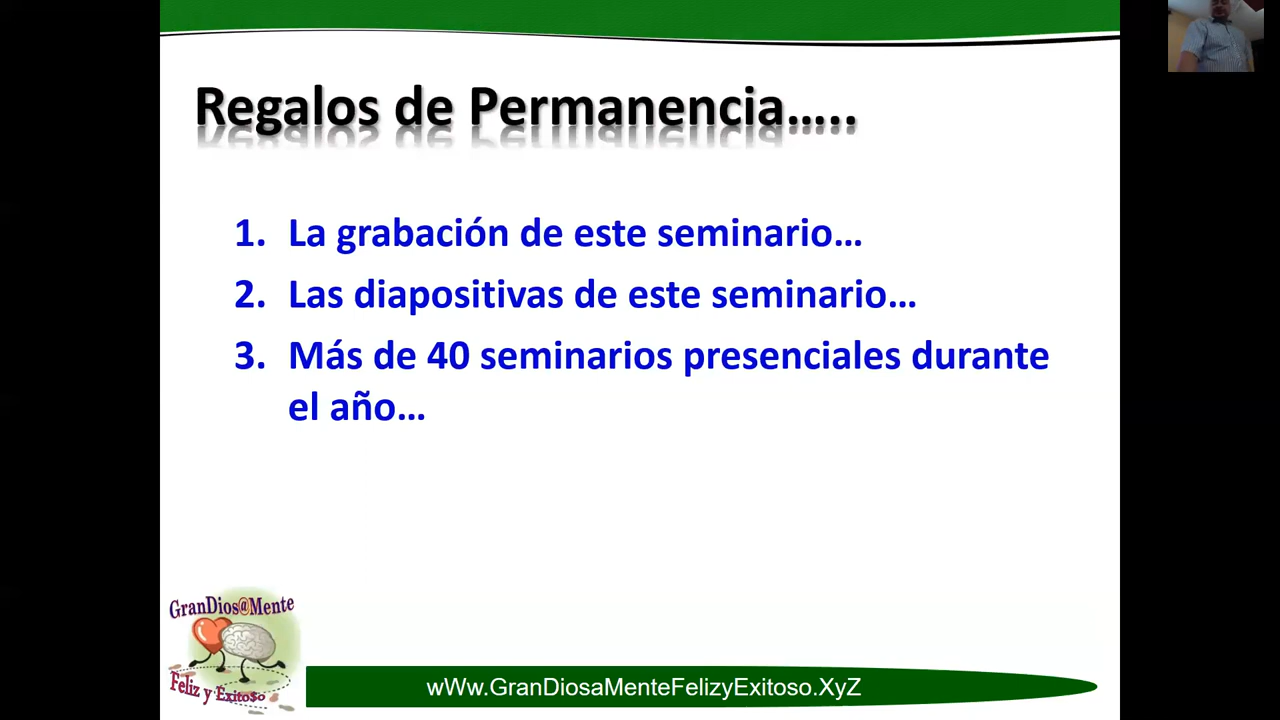 Regalos de Permanencia…..
1. La grabación de este seminario…
2. Las diapositivas de este seminario…
3. Más de 40 seminarios presenciales durante
el año…
GranDios@Mente
Feliz y Exito$o
wWw.GranDiosaMenteFelizyExitoso.XyZ